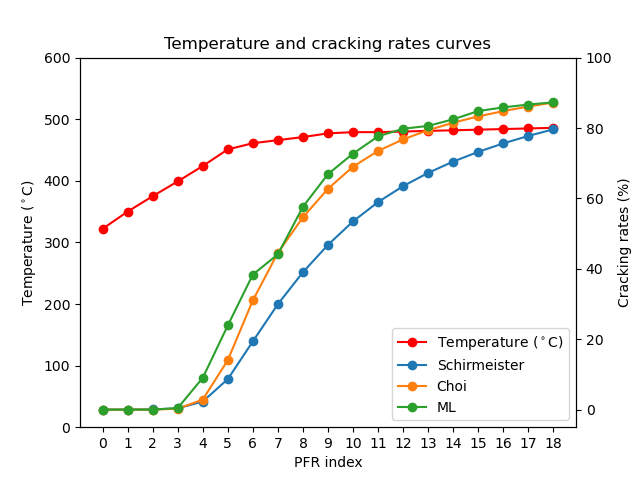 Temperature and cracking rates curves
Temperature (°C)
600
500
400
300
200
100
0
100
80
60
40
20
0
Cracking rates (%)
Temperature (°C)
Schirmeister
Choi
ML
0 1 2 3 4 5 6 7 8 9 10 11 12 13 14 15 16 17 18
PFR index